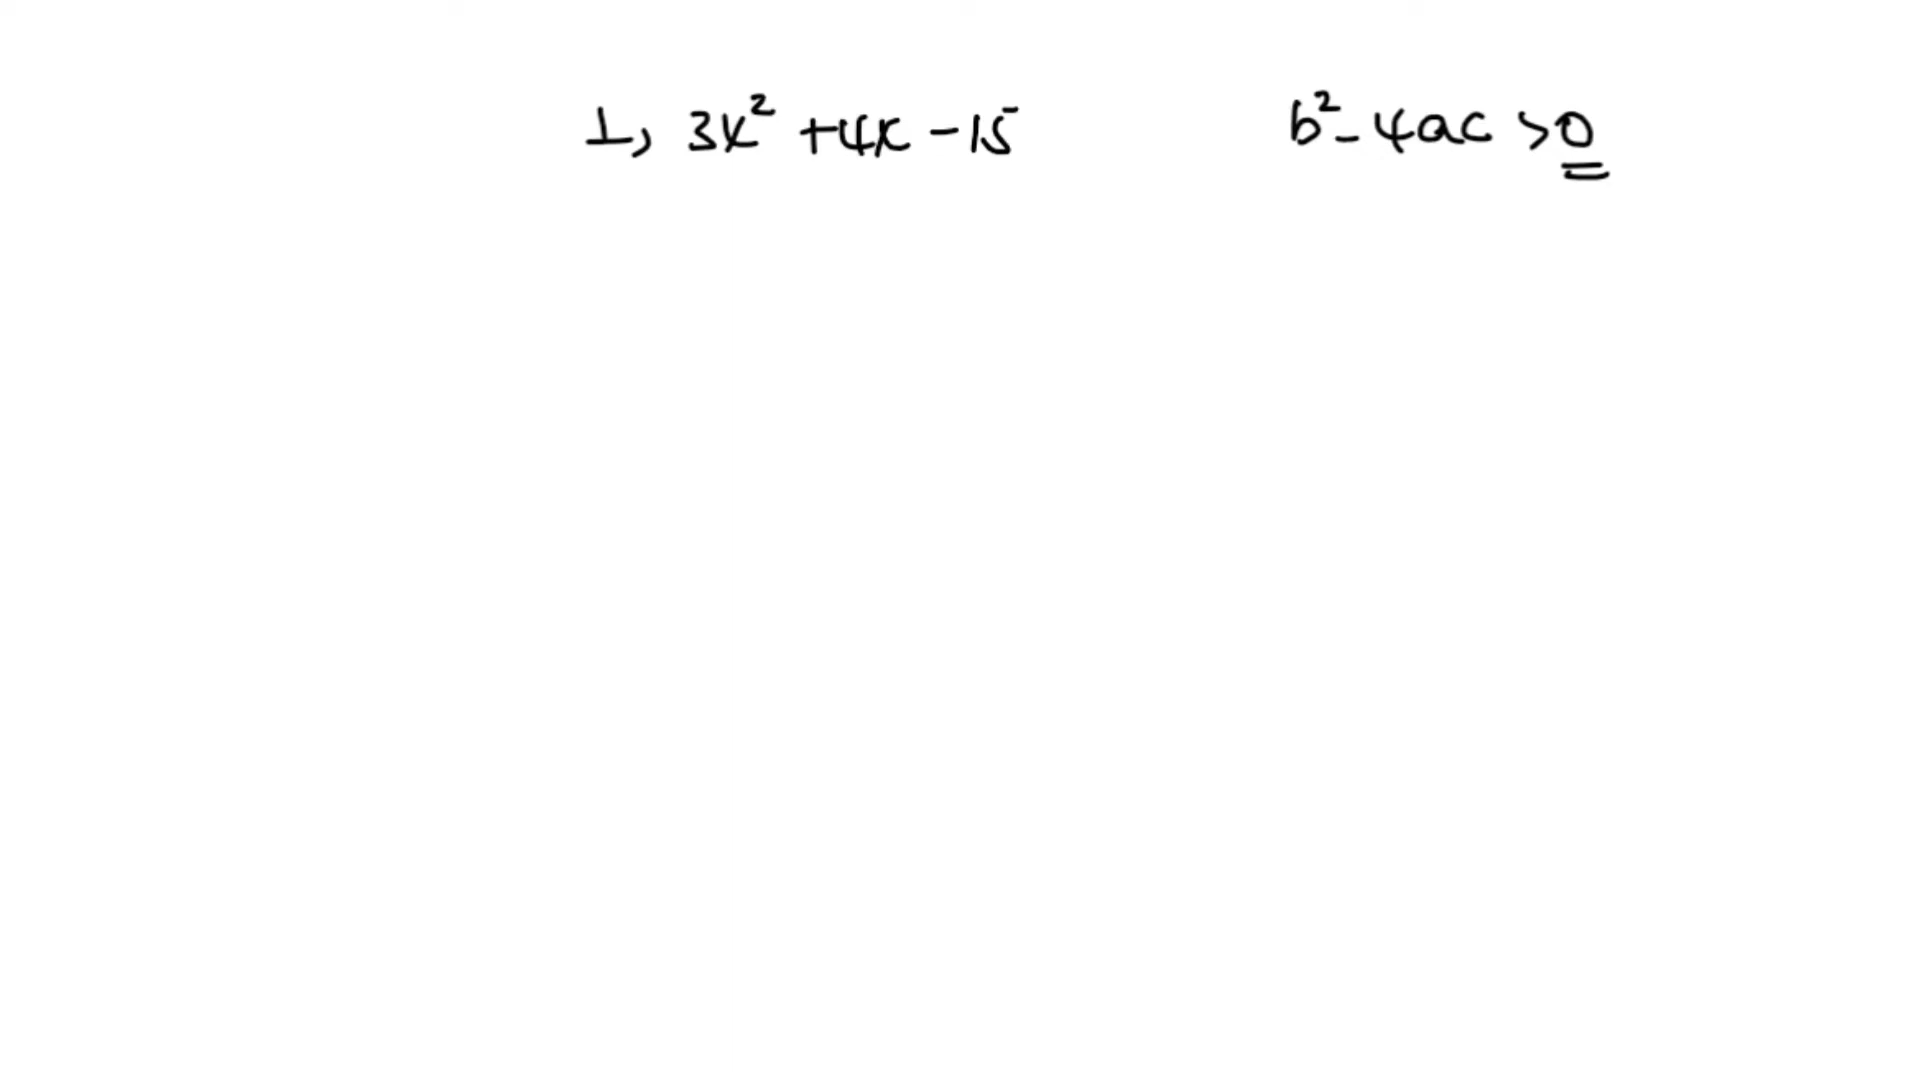 1, 3x² +4x -15
b² - 4ac >0